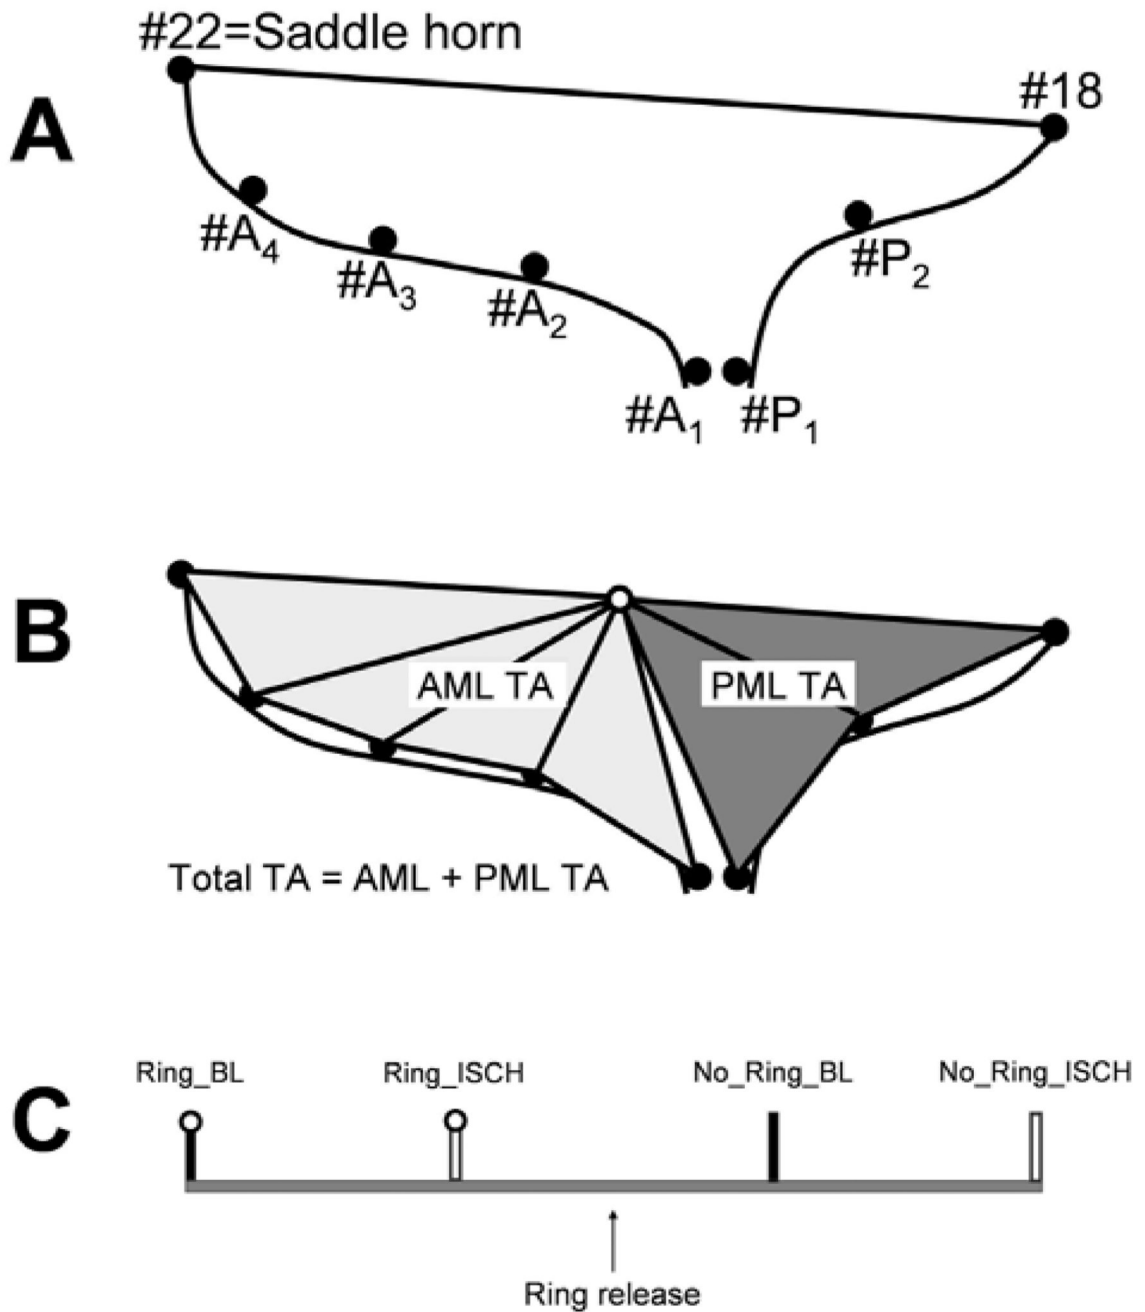 #22=Saddle horn
#18
A
#A4
#A3
#A2
#P2
#A1
#P1
B
AML TA
PML TA
Total TA = AML + PML TA
C
Ring_BL
Ring_ISCH
No_Ring_BL
No_Ring_ISCH
Ring release